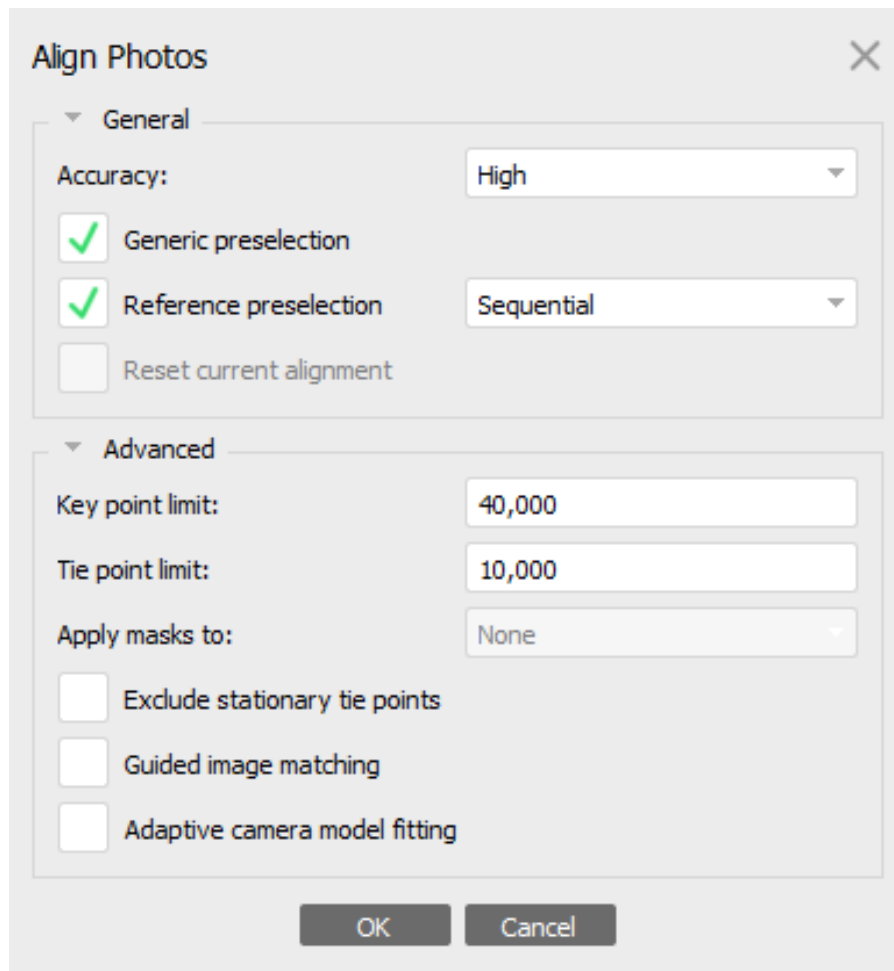 Align Photos
General
Accuracy: High
Generic preselection
Reference preselection Sequential
Reset current alignment
Advanced
Key point limit: 40,000
Tie point limit: 10,000
Apply masks to: None
Exclude stationary tie points
Guided image matching
Adaptive camera model fitting
OK Cancel